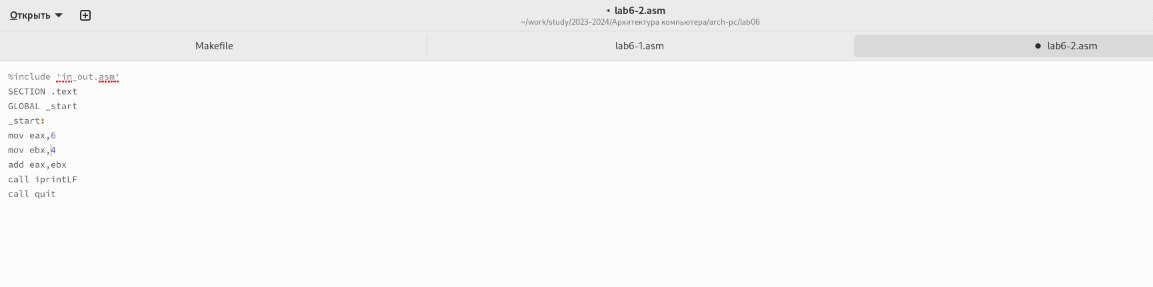 Открыть
• lab6-2.asm
~/work/study/2023-2024/Архитектура компьютера/arch-pc/lab06
Makefile
lab6-1.asm
● lab6-2.asm
%include 'in_out.asm'
SECTION .text
GLOBAL _start
_start:
mov eax,6
mov ebx,4
add eax,ebx
call iprintLF
call quit